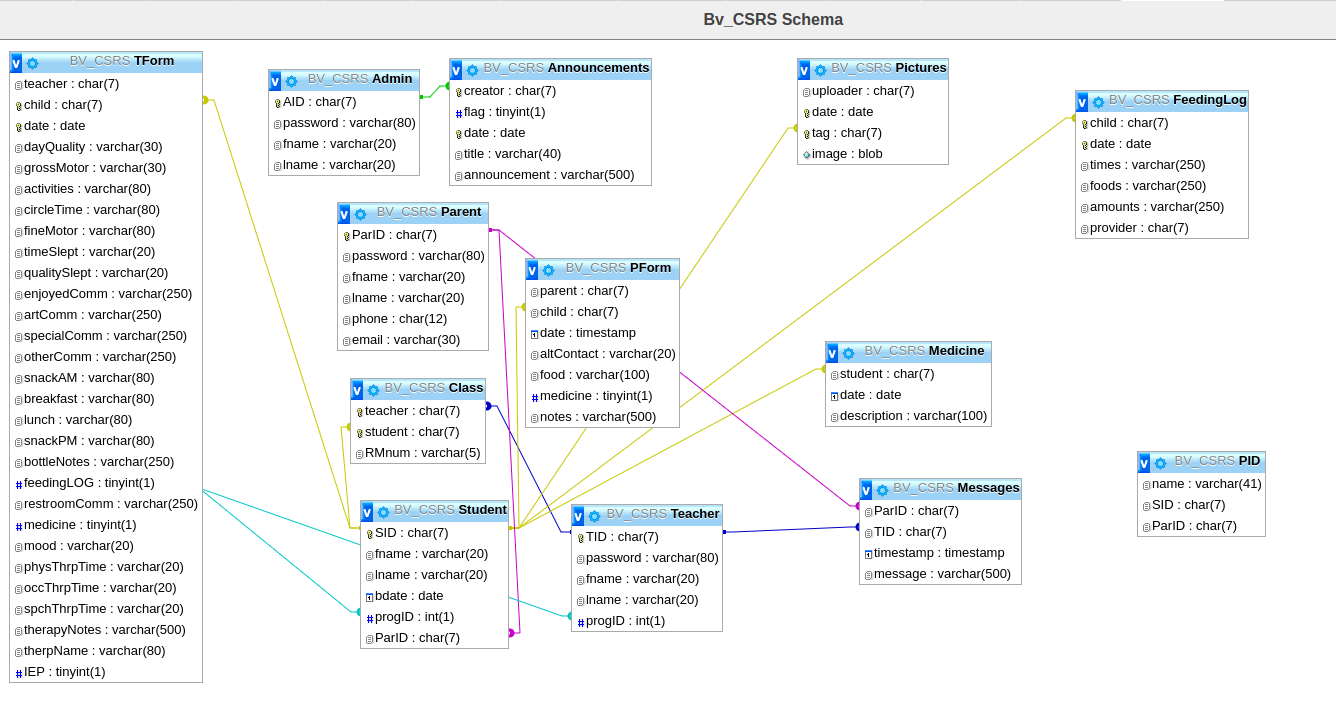 Bv_CSRS Schema
v BV_CSRS TForm
teacher : char(7)
child : char(7)
date : date
dayQuality : varchar(30)
grossMotor : varchar(30)
activities : varchar(80)
circleTime : varchar(80)
fineMotor : varchar(80)
timeSlept : varchar(20)
qualitySlept : varchar(20)
enjoyedComm : varchar(250)
artComm : varchar(250)
specialComm : varchar(250)
otherComm : varchar(250)
snackAM : varchar(80)
breakfast : varchar(80)
lunch : varchar(80)
snackPM : varchar(80)
bottleNotes : varchar(250)
# feedingLOG : tinyint(1)
restroomComm : varchar(250)
# medicine : tinyint(1)
mood : varchar(20)
physThrpTime : varchar(20)
occThrpTime : varchar(20)
spchThrpTime : varchar(20)
therapyNotes : varchar(500)
therpName : varchar(80)
# IEP : tinyint(1)
v BV_CSRS Admin
AID : char(7)
password : varchar(80)
fname : varchar(20)
lname : varchar(20)
v BV_CSRS Announcements
creator : char(7)
# flag : tinyint(1)
date : date
title : varchar(40)
announcement : varchar(500)
v BV_CSRS Pictures
uploader : char(7)
date : date
tag : char(7)
image : blob
v BV_CSRS FeedingLog
child : char(7)
date : date
times : varchar(250)
foods : varchar(250)
amounts : varchar(250)
provider : char(7)
v BV_CSRS Parent
ParID : char(7)
password : varchar(80)
fname : varchar(20)
lname : varchar(20)
phone : char(12)
email : varchar(30)
v BV_CSRS PForm
parent : char(7)
child : char(7)
date : timestamp
altContact : varchar(20)
food : varchar(100)
# medicine : tinyint(1)
notes : varchar(500)
v BV_CSRS Medicine
student : char(7)
date : date
description : varchar(100)
v BV_CSRS Class
teacher : char(7)
student : char(7)
RMnum : varchar(5)
v BV_CSRS PID
name : varchar(41)
SID : char(7)
ParID : char(7)
v BV_CSRS Student
SID : char(7)
fname : varchar(20)
lname : varchar(20)
bdate : date
# progID : int(1)
ParID : char(7)
v BV_CSRS Teacher
TID : char(7)
password : varchar(80)
fname : varchar(20)
lname : varchar(20)
# progID : int(1)
v BV_CSRS Messages
ParID : char(7)
TID : char(7)
timestamp : timestamp
message : varchar(500)